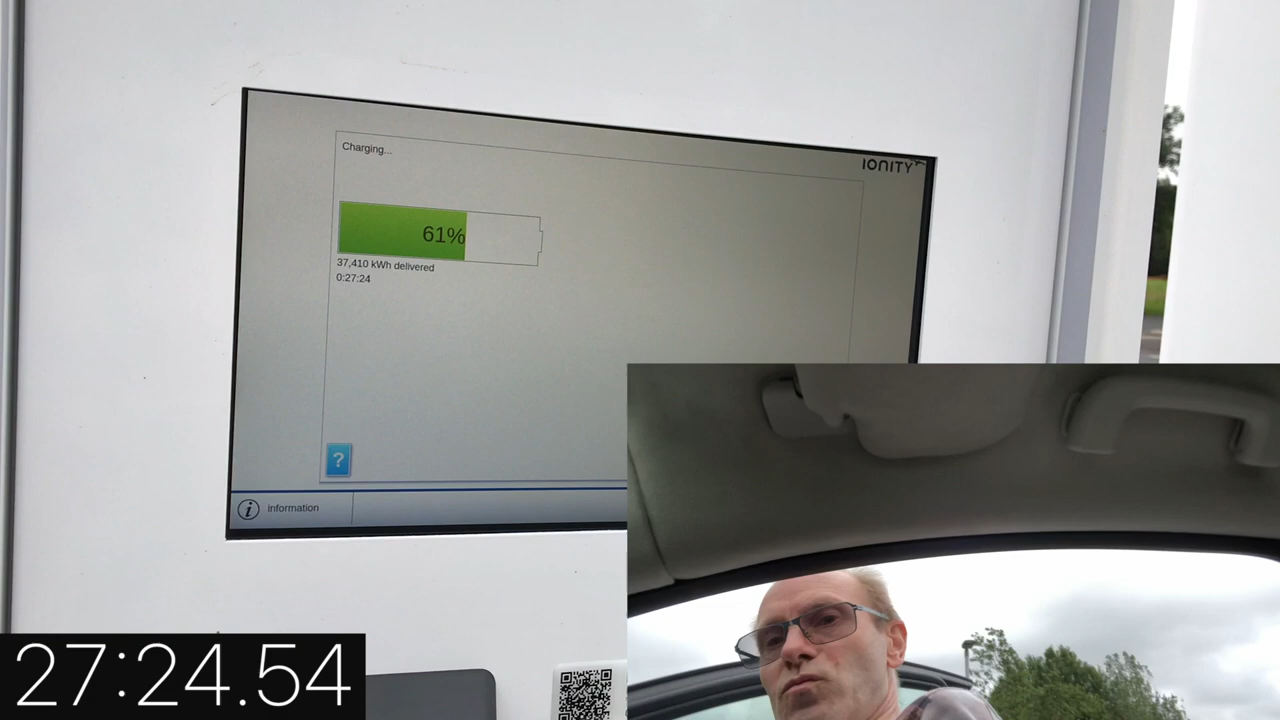 Charging...
IONITY
61%
37,410 kWh delivered
0:27:24
?
i information
27:24.54